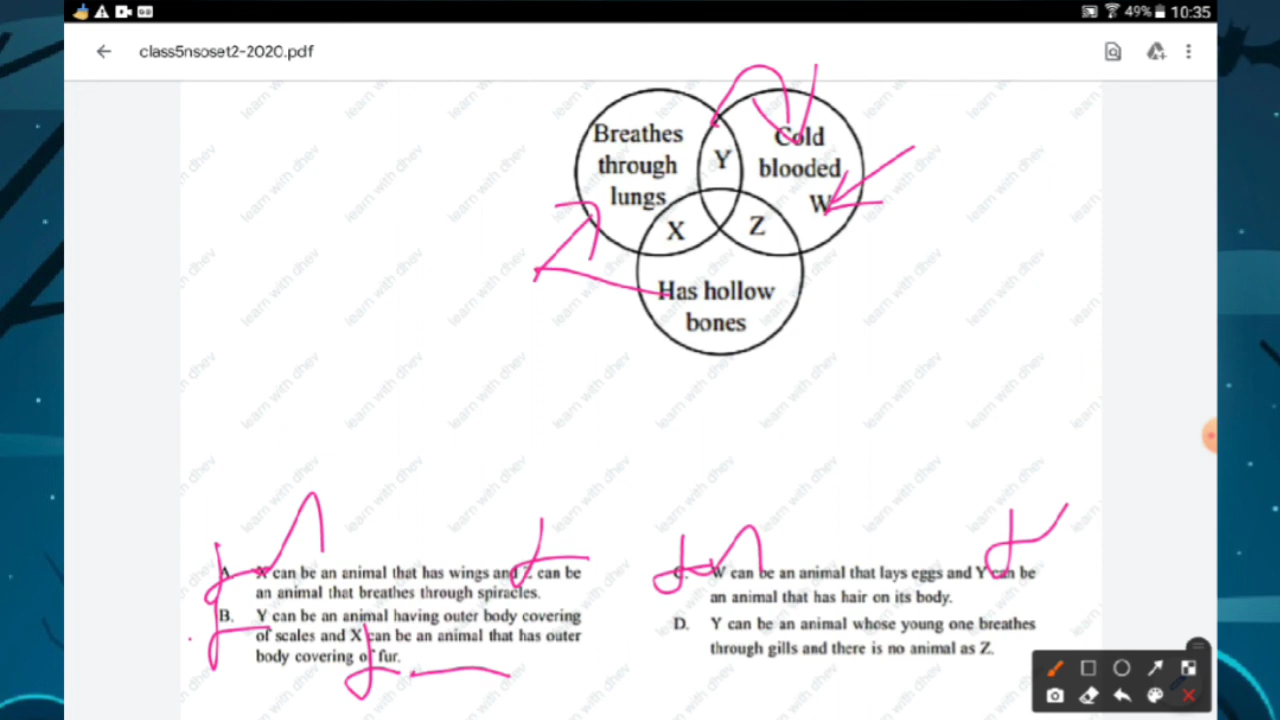 49% 10:35
class5nsoset2-2020.pdf
Breathes through lungs
Y
Cold blooded
W
X
Z
Has hollow bones
A. X can be an animal that has wings and Z can be
an animal that breathes through spiracles.
B. Y can be an animal having outer body covering
of scales and X can be an animal that has outer
body covering of fur.
C. W can be an animal that lays eggs and Y can be
an animal that has hair on its body.
D. Y can be an animal whose young one breathes
through gills and there is no animal as Z.
learn with dhev